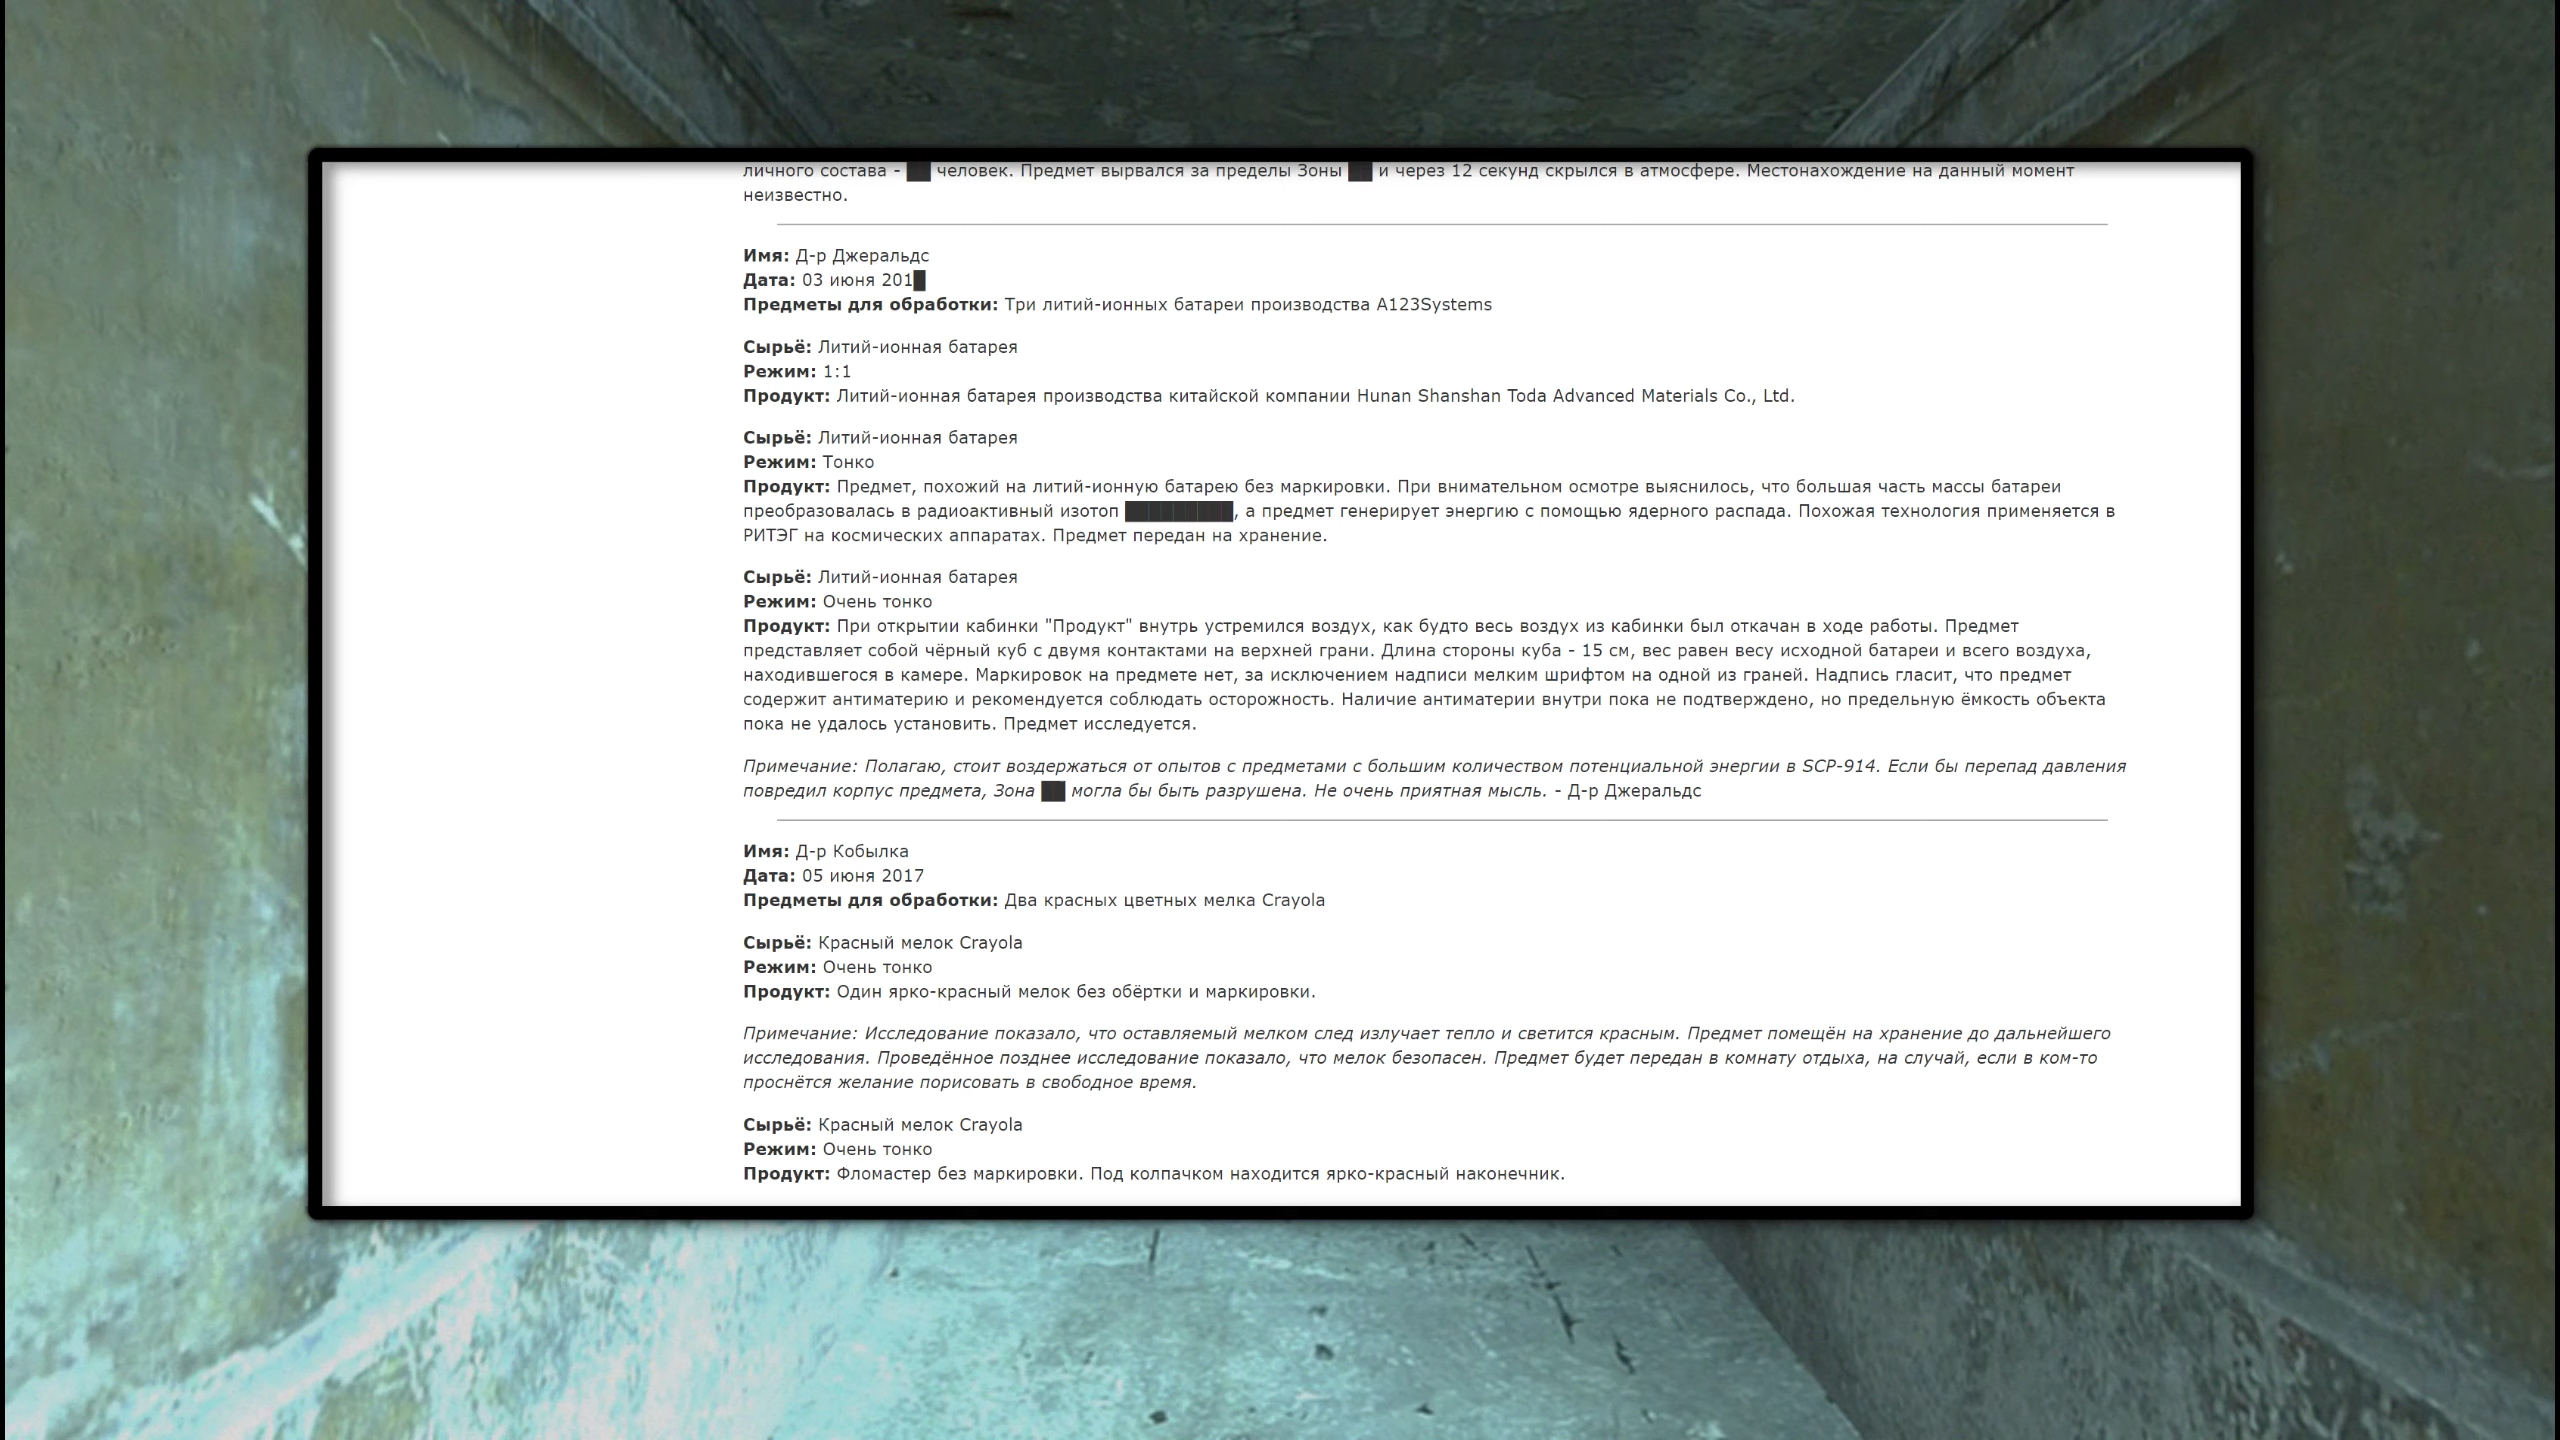 личного состава - ██ человек. Предмет вырвался за пределы Зоны ██ и через 12 секунд скрылся в атмосфере. Местонахождение на данный момент
неизвестно.
Имя: Д-р Джеральдс
Дата: 03 июня 201█
Предметы для обработки: Три литий-ионных батареи производства A123Systems
Сырьё: Литий-ионная батарея
Режим: 1:1
Продукт: Литий-ионная батарея производства китайской компании Hunan Shanshan Toda Advanced Materials Co., Ltd.
Сырьё: Литий-ионная батарея
Режим: Тонко
Продукт: Предмет, похожий на литий-ионную батарею без маркировки. При внимательном осмотре выяснилось, что большая часть массы батареи
преобразовалась в радиоактивный изотоп █████████, а предмет генерирует энергию с помощью ядерного распада. Похожая технология применяется в
РИТЭГ на космических аппаратах. Предмет передан на хранение.
Сырьё: Литий-ионная батарея
Режим: Очень тонко
Продукт: При открытии кабинки "Продукт" внутрь устремился воздух, как будто весь воздух из кабинки был откачан в ходе работы. Предмет
представляет собой чёрный куб с двумя контактами на верхней грани. Длина стороны куба - 15 см, вес равен весу исходной батареи и всего воздуха,
находившегося в камере. Маркировок на предмете нет, за исключением надписи мелким шрифтом на одной из граней. Надпись гласит, что предмет
содержит антиматерию и рекомендуется соблюдать осторожность. Наличие антиматерии внутри пока не подтверждено, но предельную ёмкость объекта
пока не удалось установить. Предмет исследуется.
Примечание: Полагаю, стоит воздержаться от опытов с предметами с большим количеством потенциальной энергии в SCP-914. Если бы перепад давления
повредил корпус предмета, Зона ██ могла бы быть разрушена. Не очень приятная мысль. - Д-р Джеральдс
Имя: Д-р Кобылка
Дата: 05 июня 2017
Предметы для обработки: Два красных цветных мелка Crayola
Сырьё: Красный мелок Crayola
Режим: Очень тонко
Продукт: Один ярко-красный мелок без обёртки и маркировки.
Примечание: Исследование показало, что оставляемый мелком след излучает тепло и светится красным. Предмет помещён на хранение до дальнейшего
исследования. Проведённое позднее исследование показало, что мелок безопасен. Предмет будет передан в комнату отдыха, на случай, если в ком-то
проснётся желание порисовать в свободное время.
Сырьё: Красный мелок Crayola
Режим: Очень тонко
Продукт: Фломастер без маркировки. Под колпачком находится ярко-красный наконечник.